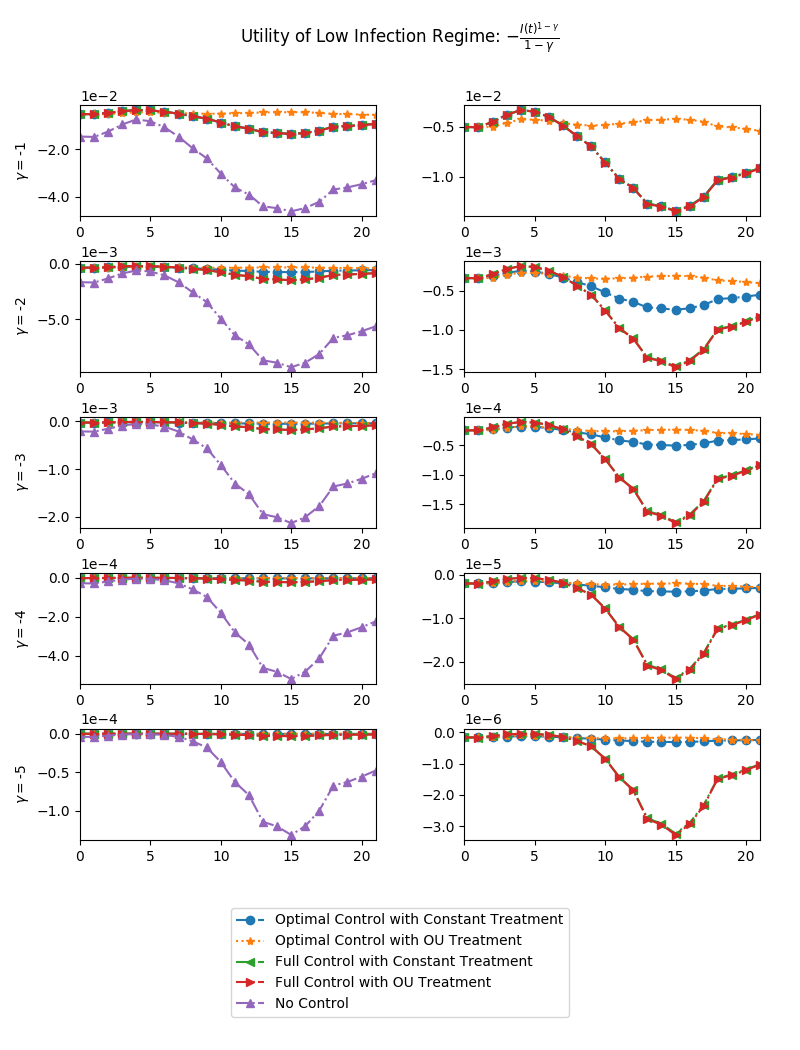 Utility of Low Infection Regime: $-\frac{I(t)^{1-\gamma}}{1-\gamma}$
1e−2 1e−2
γ = -1
−2.0 −4.0
−0.5 −1.0
0 5 10 15 20 0 5 10 15 20
1e−3 1e−3
γ = -2
0.0 −5.0
−0.5 −1.0 −1.5
0 5 10 15 20 0 5 10 15 20
1e−3 1e−4
γ = -3
0.0 −1.0 −2.0
−0.5 −1.0 −1.5
0 5 10 15 20 0 5 10 15 20
1e−4 1e−5
γ = -4
0.0 −2.0 −4.0
0.0 −1.0 −2.0
0 5 10 15 20 0 5 10 15 20
1e−4 1e−6
γ = -5
0.0 −0.5 −1.0
0.0 −1.0 −2.0 −3.0
0 5 10 15 20 0 5 10 15 20
Optimal Control with Constant Treatment
Optimal Control with OU Treatment
Full Control with Constant Treatment
Full Control with OU Treatment
No Control